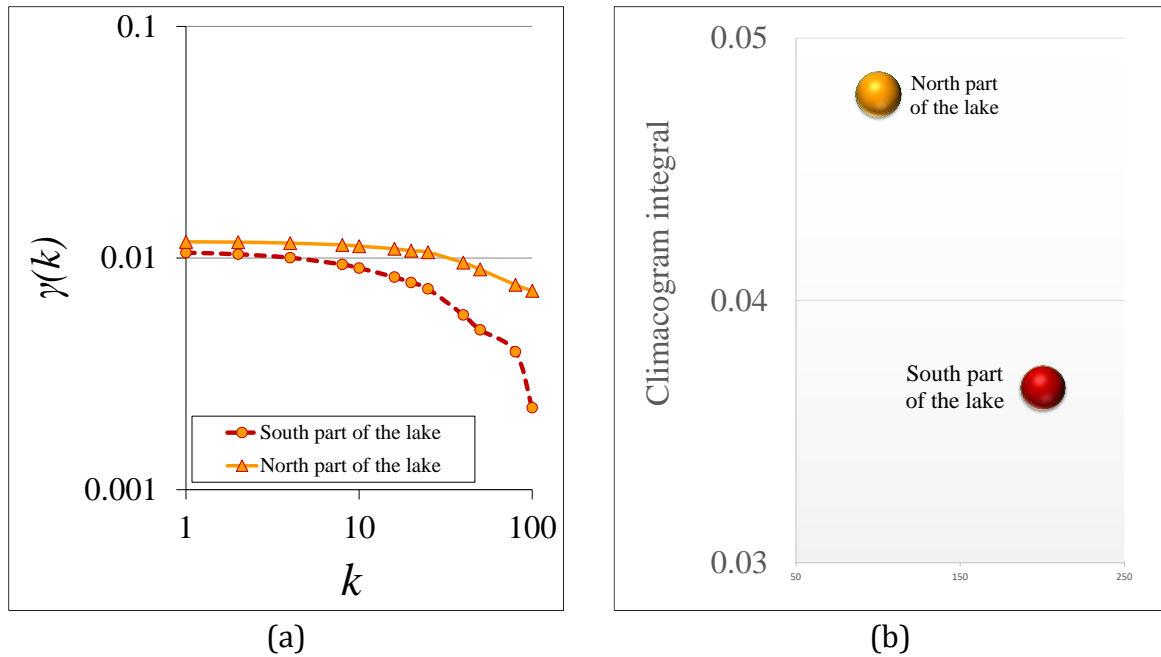 0.1
0.01
0.001
γ(k)
South part of the lake
North part of the lake
1
10
100
k
(a)
0.05
0.04
0.03
Climacogram integral
North part
of the lake
South part
of the lake
50
150
250
(b)